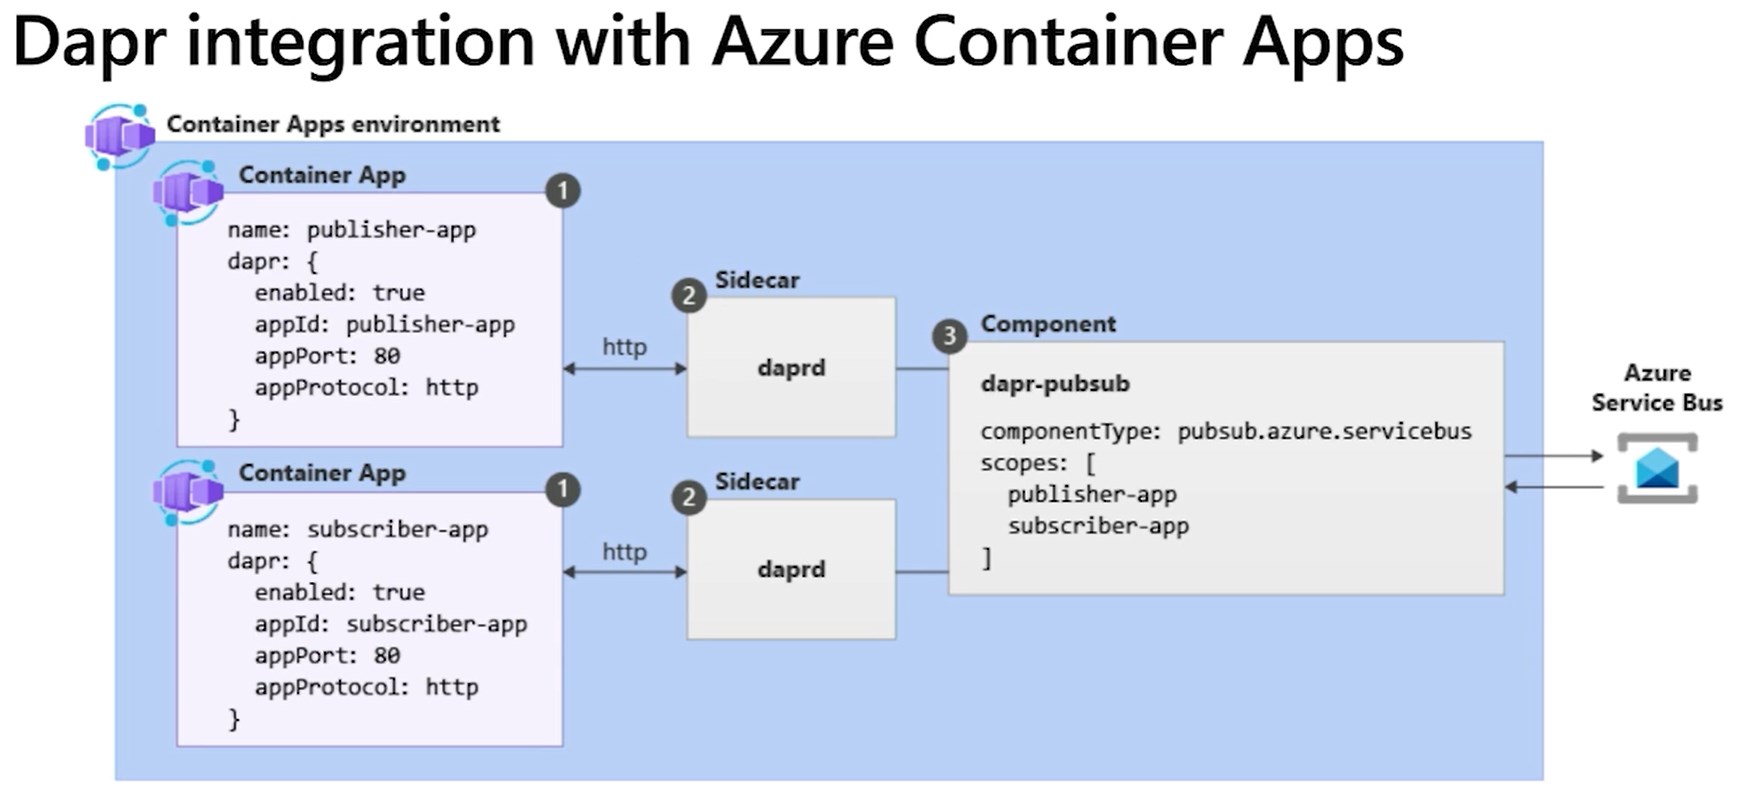 Dapr integration with Azure Container Apps
Container Apps environment
Container App
1
name: publisher-app
dapr: {
enabled: true
appId: publisher-app
appPort: 80
appProtocol: http
}
http
2
Sidecar
daprd
Container App
1
name: subscriber-app
dapr: {
enabled: true
appId: subscriber-app
appPort: 80
appProtocol: http
}
http
2
Sidecar
daprd
3
Component
dapr-pubsub
componentType: pubsub.azure.servicebus
scopes: [
publisher-app
subscriber-app
]
Azure
Service Bus